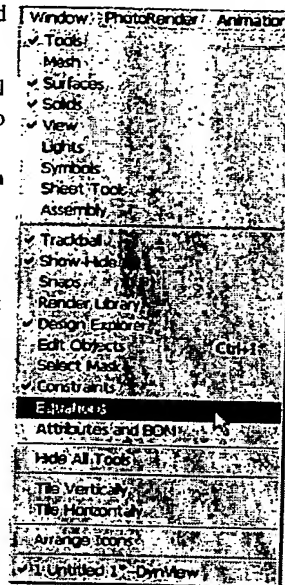 Window PhotoRender Animation
Tools
Mesh
Surfaces
Solids
View
Lights
Symbols
Sheet Tools
Assembly
Trackball
Show-Hide
Snaps
Render Library
Design Explorer
Edit Objects Ctrl+1
Select Mask
Constraints
Equations
Attributes and BOM
Hide All Tools
Tile Vertically
Tile Horizontally
Arrange Icons
1 Untitled 1*-DynView